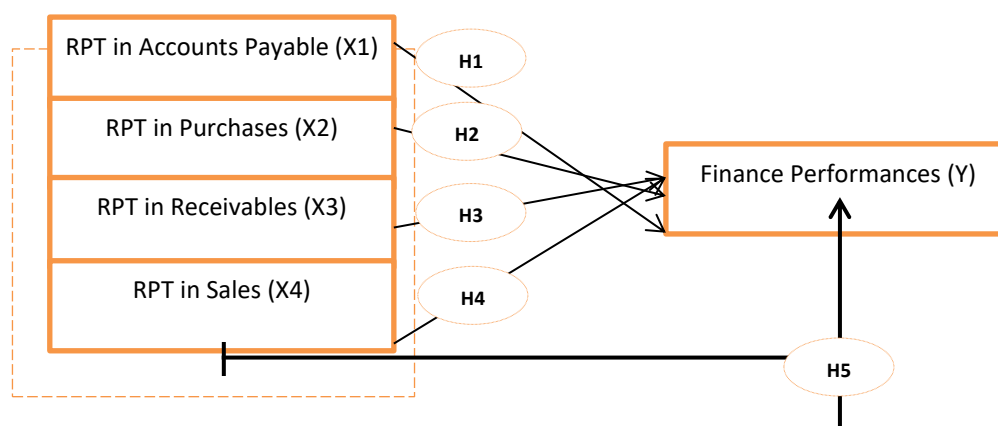 RPT in Accounts Payable (X1)
H1
RPT in Purchases (X2)
H2
Finance Performances (Y)
RPT in Receivables (X3)
H3
RPT in Sales (X4)
H4
H5